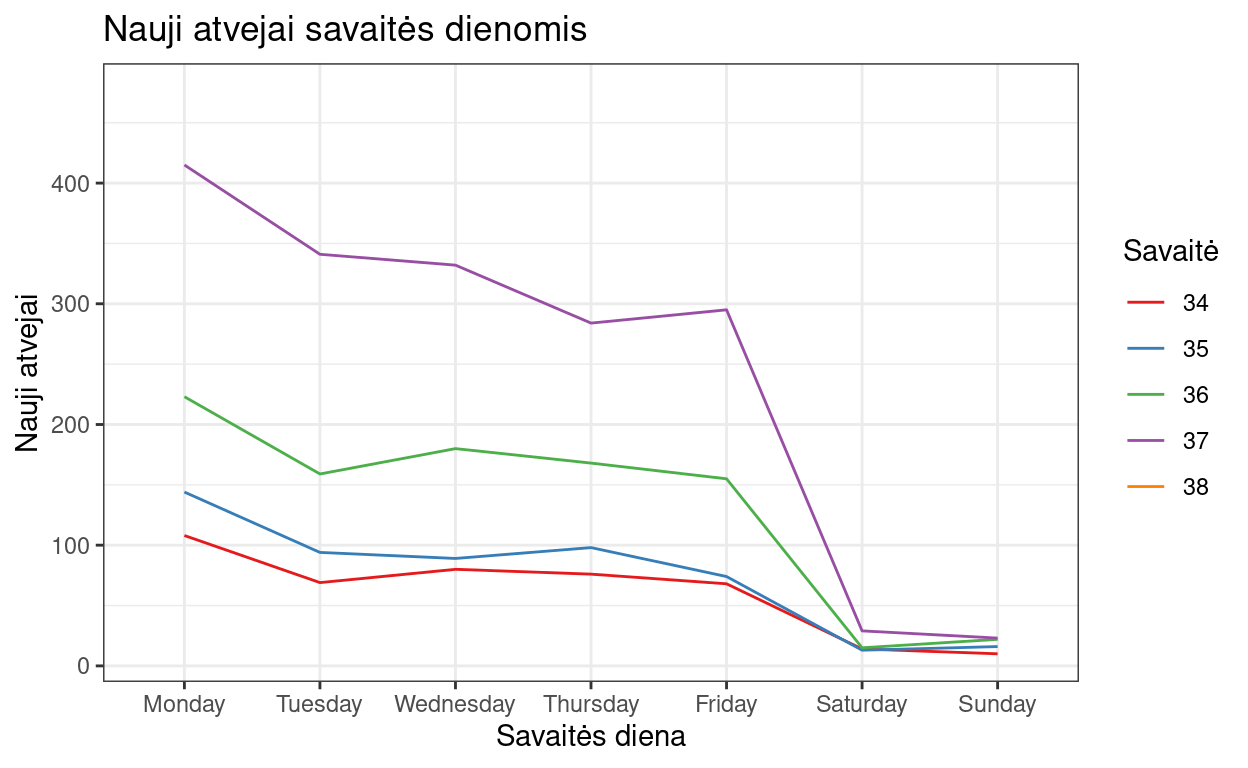 Nauji atvejai savaitės dienomis
Nauji atvejai
400
300
200
100
0
Monday Tuesday Wednesday Thursday Friday Saturday Sunday
Savaitės diena
Savaitė
34
35
36
37
38